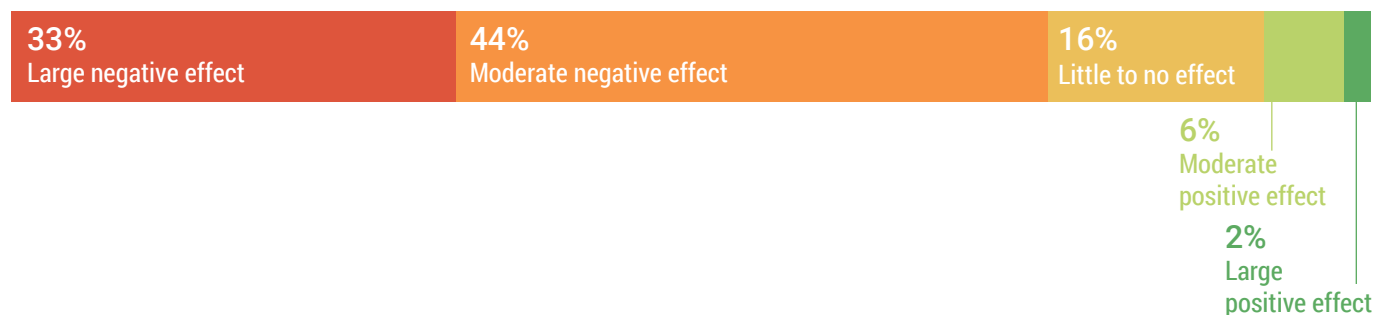 33%
Large negative effect
44%
Moderate negative effect
16%
Little to no effect
6%
Moderate
positive effect
2%
Large
positive effect